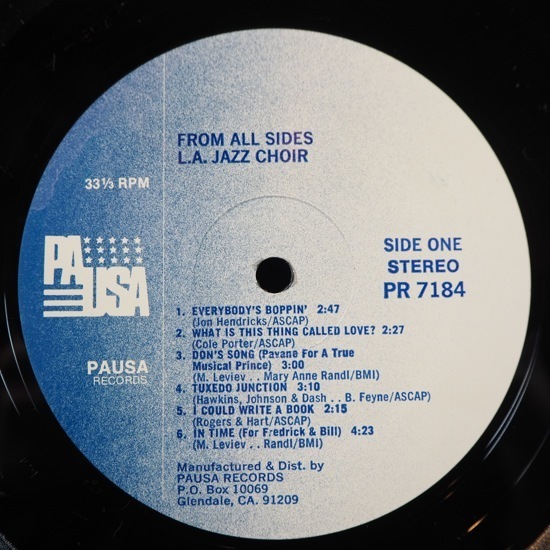 FROM ALL SIDES
L.A. JAZZ CHOIR
33⅓ RPM
PAUSA
PAUSA
RECORDS
SIDE ONE
STEREO
PR 7184
1. EVERYBODY'S BOPPIN' 2:47
(Jon Hendricks/ASCAP)
2. WHAT IS THIS THING CALLED LOVE? 2:27
(Cole Porter/ASCAP)
3. DON'S SONG (Pavane For A True
Musical Prince) 3:00
(M. Leviev . . Mary Anne Randl/BMI)
4. TUXEDO JUNCTION 3:10
(Hawkins, Johnson & Dash . . B. Feyne/ASCAP)
5. I COULD WRITE A BOOK 2:15
(Rogers & Hart/ASCAP)
6. IN TIME (For Fredrick & Bill) 4:23
(M. Leviev . . Randl/BMI)
Manufactured & Dist. by
PAUSA RECORDS
P.O. Box 10069
Glendale, CA. 91209